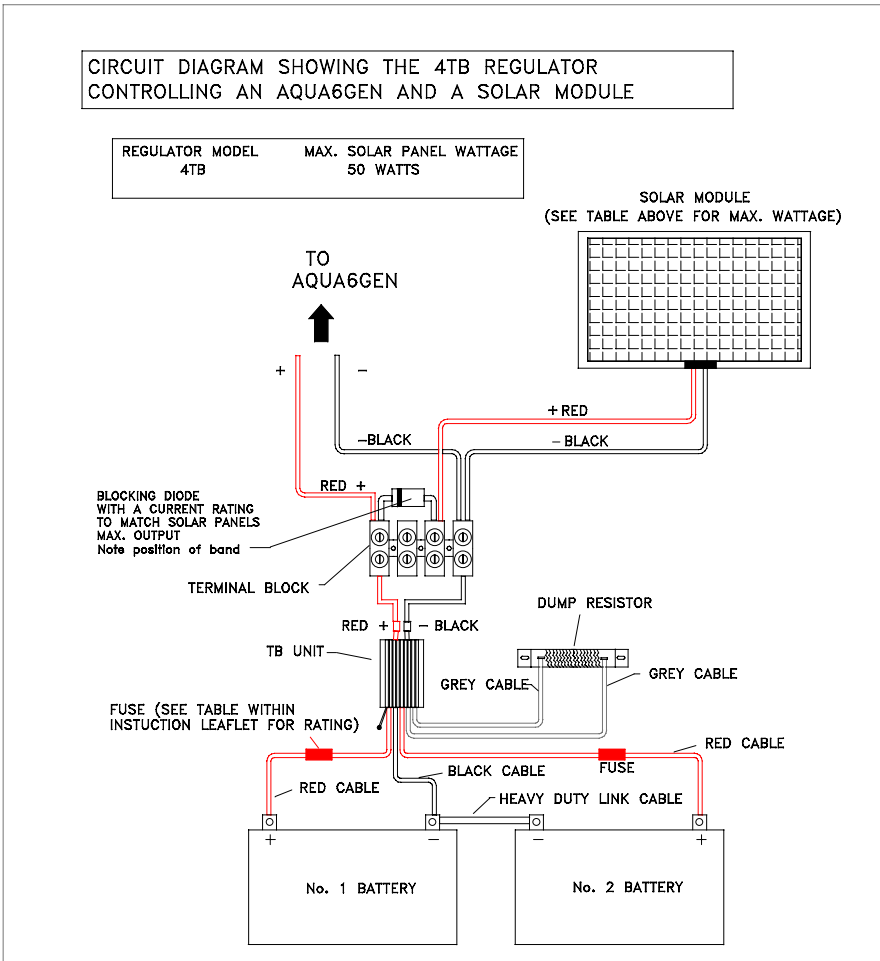 CIRCUIT DIAGRAM SHOWING THE 4TB REGULATOR
CONTROLLING AN AQUA6GEN AND A SOLAR MODULE
REGULATOR MODEL MAX. SOLAR PANEL WATTAGE
4TB 50 WATTS
SOLAR MODULE
(SEE TABLE ABOVE FOR MAX. WATTAGE)
TO
AQUA6GEN
+ −
+ RED
−BLACK
− BLACK
RED +
BLOCKING DIODE
WITH A CURRENT RATING
TO MATCH SOLAR PANELS
MAX. OUTPUT
Note position of band
TERMINAL BLOCK
DUMP RESISTOR
RED + − BLACK
TB UNIT
GREY CABLE
GREY CABLE
FUSE (SEE TABLE WITHIN
INSTUCTION LEAFLET FOR RATING)
RED CABLE
FUSE
BLACK CABLE
RED CABLE
HEAVY DUTY LINK CABLE
+ − − +
No. 1 BATTERY
No. 2 BATTERY